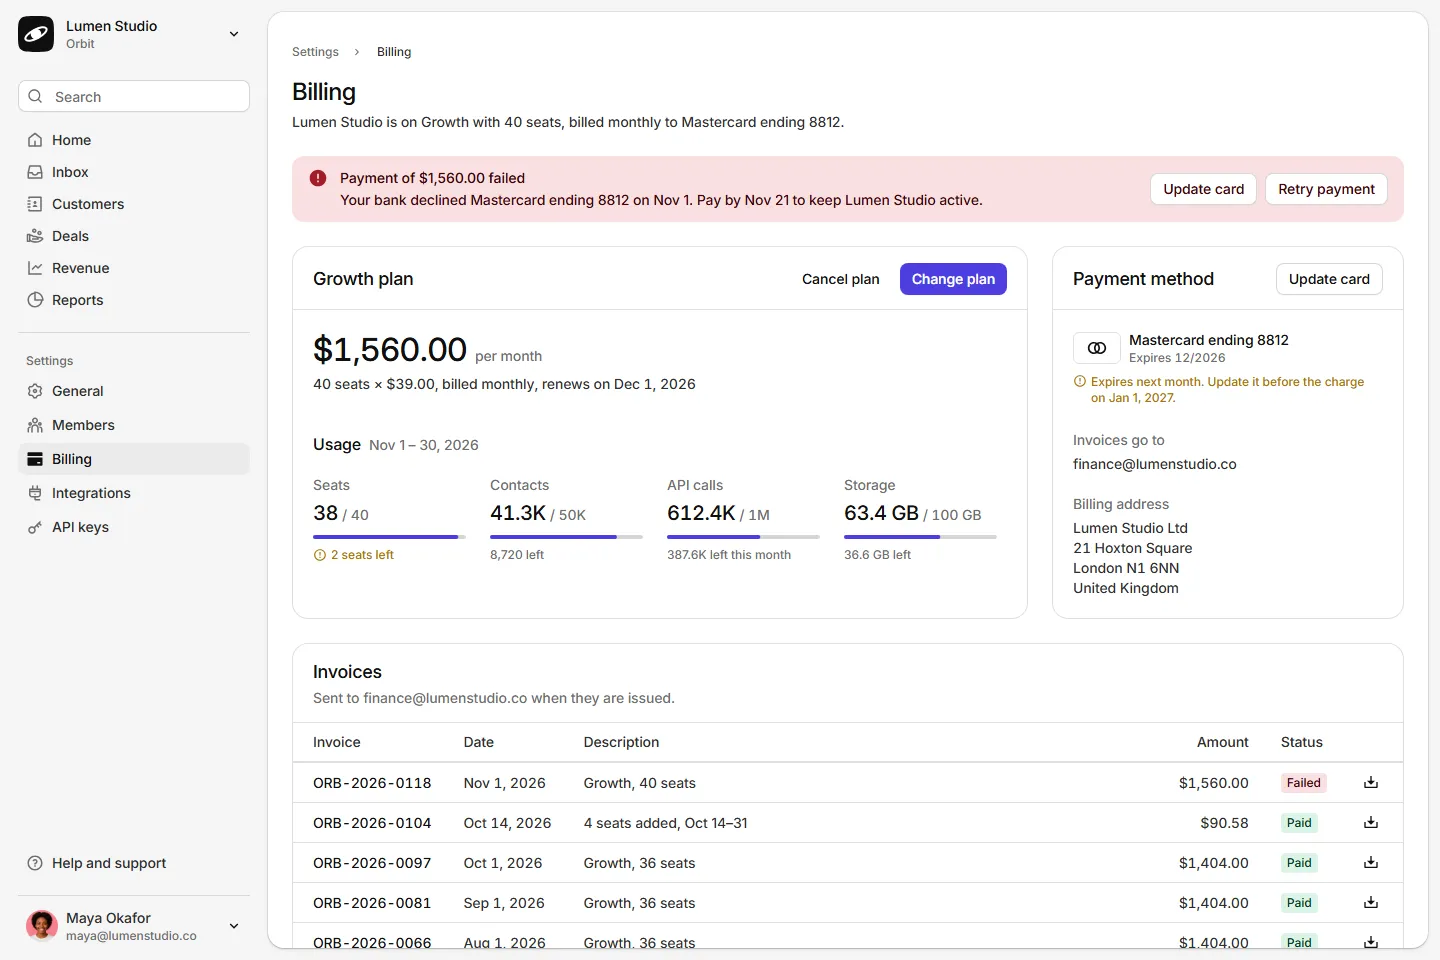 Lumen Studio
Orbit
Search
Home
Inbox
Customers
Deals
Revenue
Reports
Settings
General
Members
Billing
Integrations
API keys
Help and support
Maya Okafor
maya@lumenstudio.co
Settings > Billing
Billing
Lumen Studio is on Growth with 40 seats, billed monthly to Mastercard ending 8812.
Payment of $1,560.00 failed
Your bank declined Mastercard ending 8812 on Nov 1. Pay by Nov 21 to keep Lumen Studio active.
Update card
Retry payment
Growth plan
Cancel plan
Change plan
$1,560.00 per month
40 seats × $39.00, billed monthly, renews on Dec 1, 2026
Usage Nov 1 – 30, 2026
Seats
38 / 40
2 seats left
Contacts
41.3K / 50K
8,720 left
API calls
612.4K / 1M
387.6K left this month
Storage
63.4 GB / 100 GB
36.6 GB left
Payment method
Update card
Mastercard ending 8812
Expires 12/2026
Expires next month. Update it before the charge
on Jan 1, 2027.
Invoices go to
finance@lumenstudio.co
Billing address
Lumen Studio Ltd
21 Hoxton Square
London N1 6NN
United Kingdom
Invoices
Sent to finance@lumenstudio.co when they are issued.
Invoice Date Description Amount Status
ORB-2026-0118 Nov 1, 2026 Growth, 40 seats $1,560.00 Failed
ORB-2026-0104 Oct 14, 2026 4 seats added, Oct 14–31 $90.58 Paid
ORB-2026-0097 Oct 1, 2026 Growth, 36 seats $1,404.00 Paid
ORB-2026-0081 Sep 1, 2026 Growth, 36 seats $1,404.00 Paid
ORB-2026-0066 Aug 1, 2026 Growth, 36 seats $1,404.00 Paid